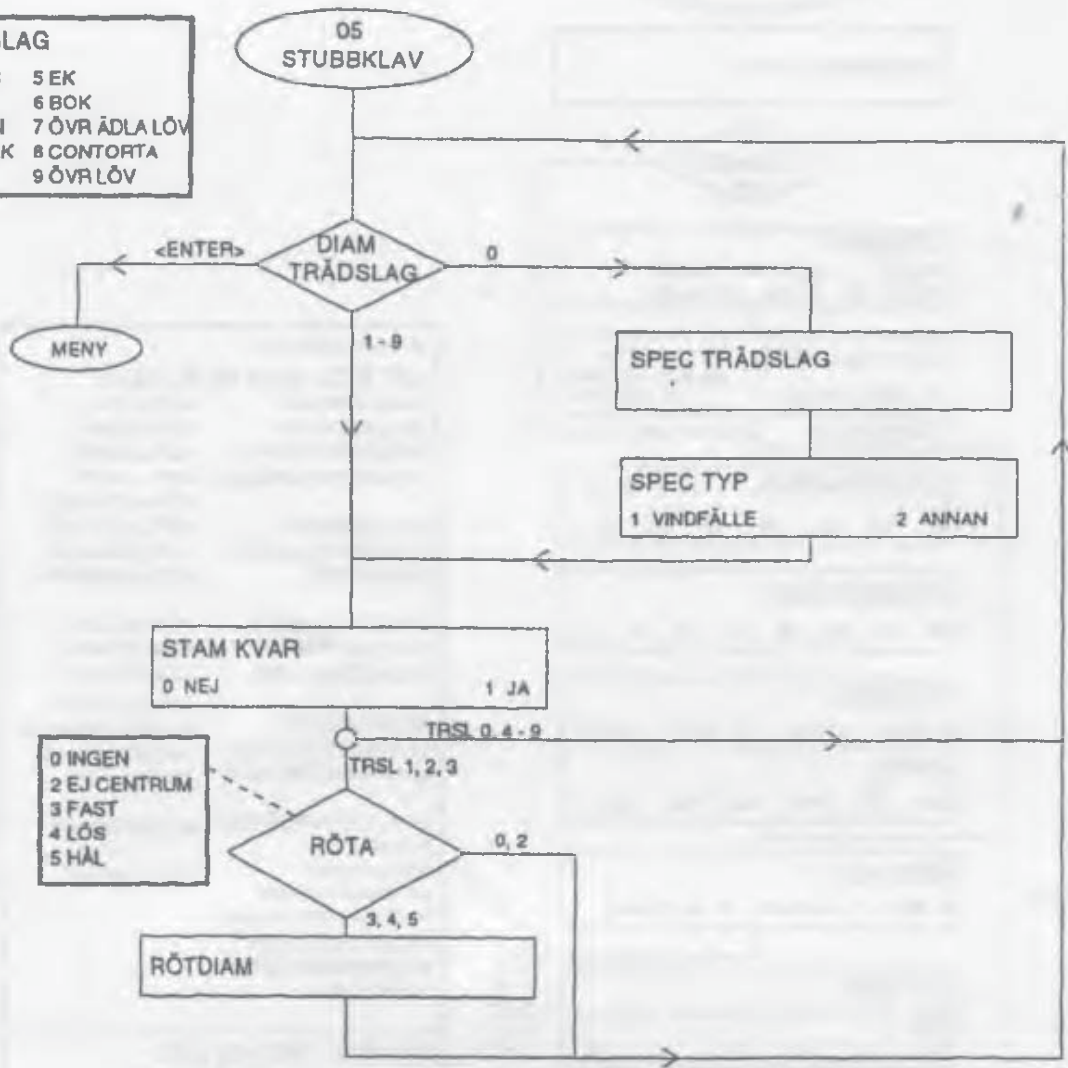 05
STUBBKLAV
5 EK
6 BOK
7 ÖVR ÄDLA LÖV
8 CONTORTA
9 ÖVR LÖV
<ENTER>
DIAM
TRÄDSLAG
0
MENY
1 - 9
SPEC TRÄDSLAG
SPEC TYP
1 VINDFÄLLE 2 ANNAN
STAM KVAR
0 NEJ 1 JA
TRSL 0, 4 - 9
TRSL 1, 2, 3
0 INGEN
2 EJ CENTRUM
3 FAST
4 LÖS
5 HÅL
RÖTA
0, 2
3, 4, 5
RÖTDIAM